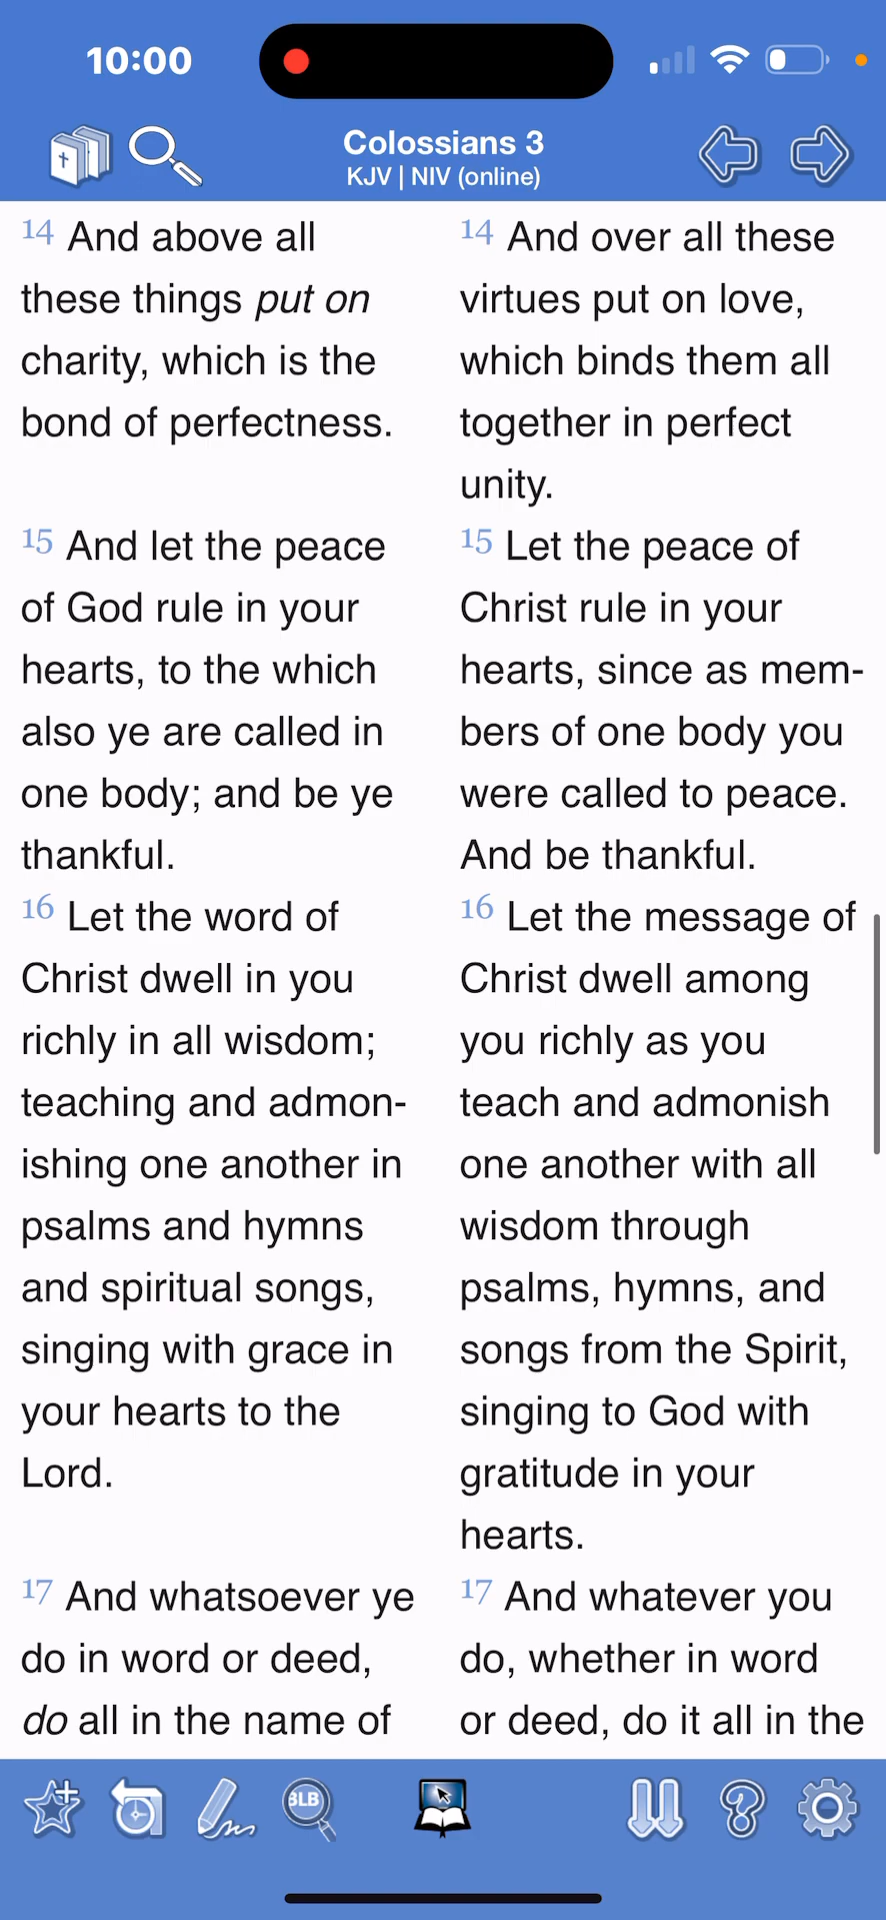 10:00
Colossians 3
KJV | NIV (online)
14 And above all
these things put on
charity, which is the
bond of perfectness.
15 And let the peace
of God rule in your
hearts, to the which
also ye are called in
one body; and be ye
thankful.
16 Let the word of
Christ dwell in you
richly in all wisdom;
teaching and admon-
ishing one another in
psalms and hymns
and spiritual songs,
singing with grace in
your hearts to the
Lord.
17 And whatsoever ye
do in word or deed,
do all in the name of
14 And over all these
virtues put on love,
which binds them all
together in perfect
unity.
15 Let the peace of
Christ rule in your
hearts, since as mem-
bers of one body you
were called to peace.
And be thankful.
16 Let the message of
Christ dwell among
you richly as you
teach and admonish
one another with all
wisdom through
psalms, hymns, and
songs from the Spirit,
singing to God with
gratitude in your
hearts.
17 And whatever you
do, whether in word
or deed, do it all in the
BLB